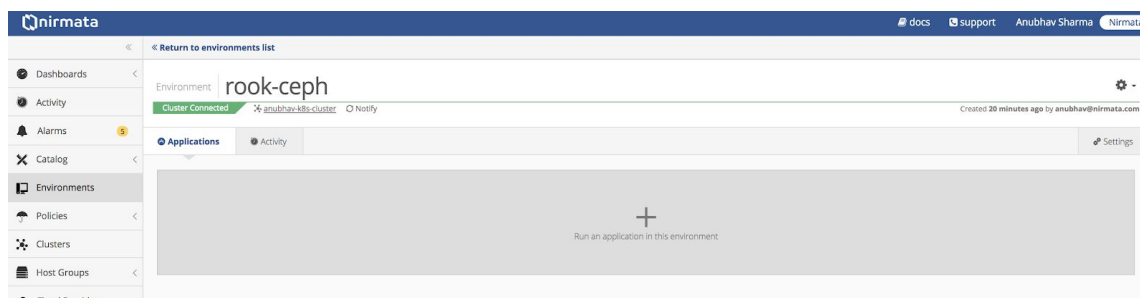 nirmata
docs support Anubhav Sharma Nirmata
« Return to environments list
Dashboards
Activity
Alarms 5
Catalog
Environments
Policies
Clusters
Host Groups
Environment rook-ceph
Cluster Connected anubhav-k8s-cluster Notify
Created 20 minutes ago by anubhav@nirmata.com
Applications Activity Settings
Run an application in this environment